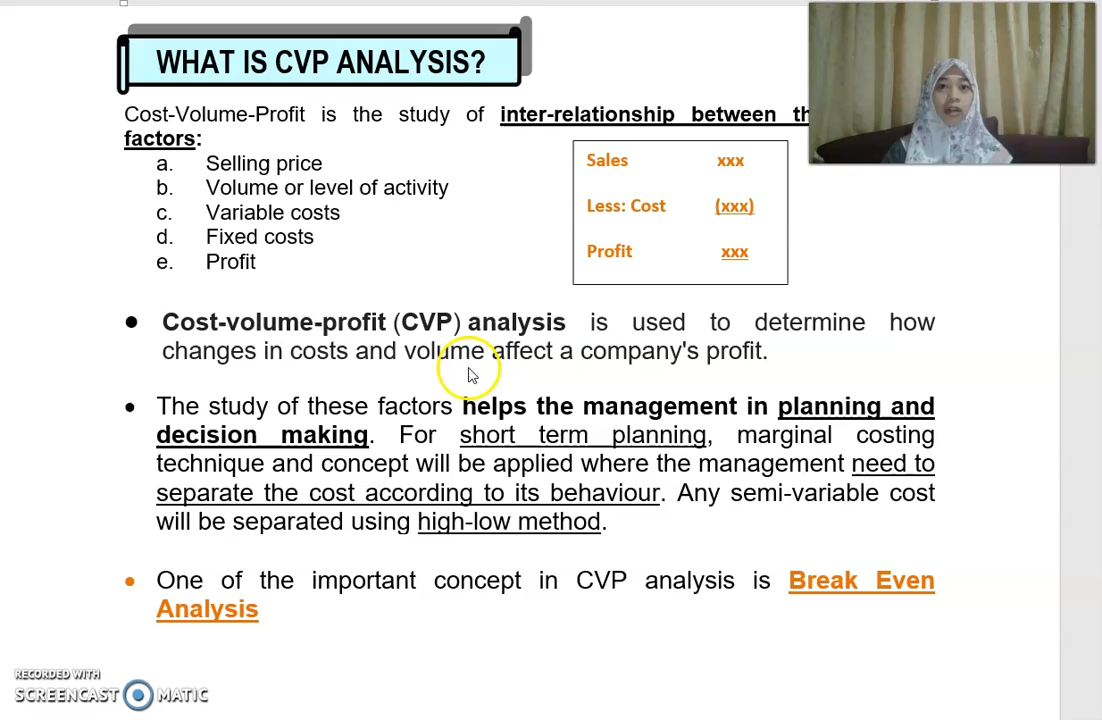 WHAT IS CVP ANALYSIS?
Cost-Volume-Profit is the study of inter-relationship between
factors:
a. Selling price
b. Volume or level of activity
c. Variable costs
d. Fixed costs
e. Profit
Sales xxx
Less: Cost (xxx)
Profit xxx
• Cost-volume-profit (CVP) analysis is used to determine how
changes in costs and volume affect a company's profit.
• The study of these factors helps the management in planning and
decision making. For short term planning, marginal costing
technique and concept will be applied where the management need to
separate the cost according to its behaviour. Any semi-variable cost
will be separated using high-low method.
• One of the important concept in CVP analysis is Break Even
Analysis
RECORDED WITH
SCREENCAST MATIC